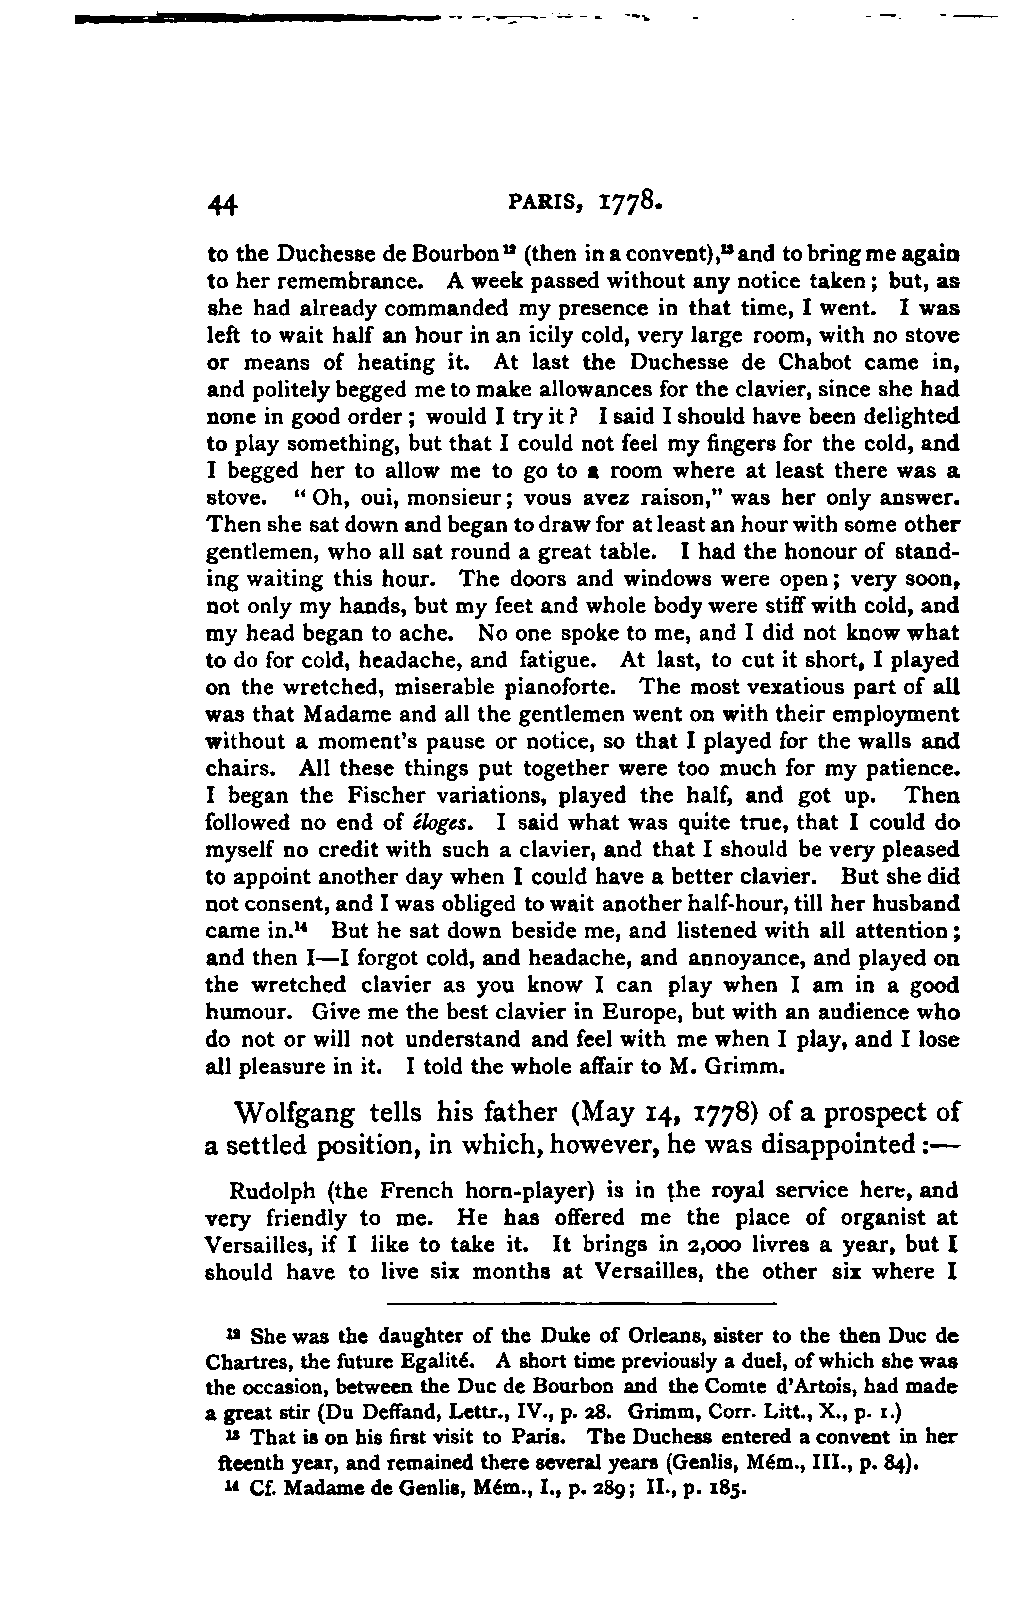 44 PARIS, 1778.
to the Duchesse de Bourbon¹² (then in a convent),¹³ and to bring me again
to her remembrance. A week passed without any notice taken; but, as
she had already commanded my presence in that time, I went. I was
left to wait half an hour in an icily cold, very large room, with no stove
or means of heating it. At last the Duchesse de Chabot came in,
and politely begged me to make allowances for the clavier, since she had
none in good order; would I try it? I said I should have been delighted
to play something, but that I could not feel my fingers for the cold, and
I begged her to allow me to go to a room where at least there was a
stove. "Oh, oui, monsieur; vous avez raison," was her only answer.
Then she sat down and began to draw for at least an hour with some other
gentlemen, who all sat round a great table. I had the honour of stand-
ing waiting this hour. The doors and windows were open; very soon,
not only my hands, but my feet and whole body were stiff with cold, and
my head began to ache. No one spoke to me, and I did not know what
to do for cold, headache, and fatigue. At last, to cut it short, I played
on the wretched, miserable pianoforte. The most vexatious part of all
was that Madame and all the gentlemen went on with their employment
without a moment's pause or notice, so that I played for the walls and
chairs. All these things put together were too much for my patience.
I began the Fischer variations, played the half, and got up. Then
followed no end of éloges. I said what was quite true, that I could do
myself no credit with such a clavier, and that I should be very pleased
to appoint another day when I could have a better clavier. But she did
not consent, and I was obliged to wait another half-hour, till her husband
came in.¹⁴ But he sat down beside me, and listened with all attention;
and then I—I forgot cold, and headache, and annoyance, and played on
the wretched clavier as you know I can play when I am in a good
humour. Give me the best clavier in Europe, but with an audience who
do not or will not understand and feel with me when I play, and I lose
all pleasure in it. I told the whole affair to M. Grimm.
Wolfgang tells his father (May 14, 1778) of a prospect of
a settled position, in which, however, he was disappointed:—
Rudolph (the French horn-player) is in the royal service here, and
very friendly to me. He has offered me the place of organist at
Versailles, if I like to take it. It brings in 2,000 livres a year, but I
should have to live six months at Versailles, the other six where I
¹² She was the daughter of the Duke of Orleans, sister to the then Duc de
Chartres, the future Egalité. A short time previously a duel, of which she was
the occasion, between the Duc de Bourbon and the Comte d'Artois, had made
a great stir (Du Deffand, Lettr., IV., p. 28. Grimm, Corr. Litt., X., p. 1.)
¹³ That is on his first visit to Paris. The Duchess entered a convent in her
fteenth year, and remained there several years (Genlis, Mém., III., p. 84).
¹⁴ Cf. Madame de Genlis, Mém., I., p. 289; II., p. 185.